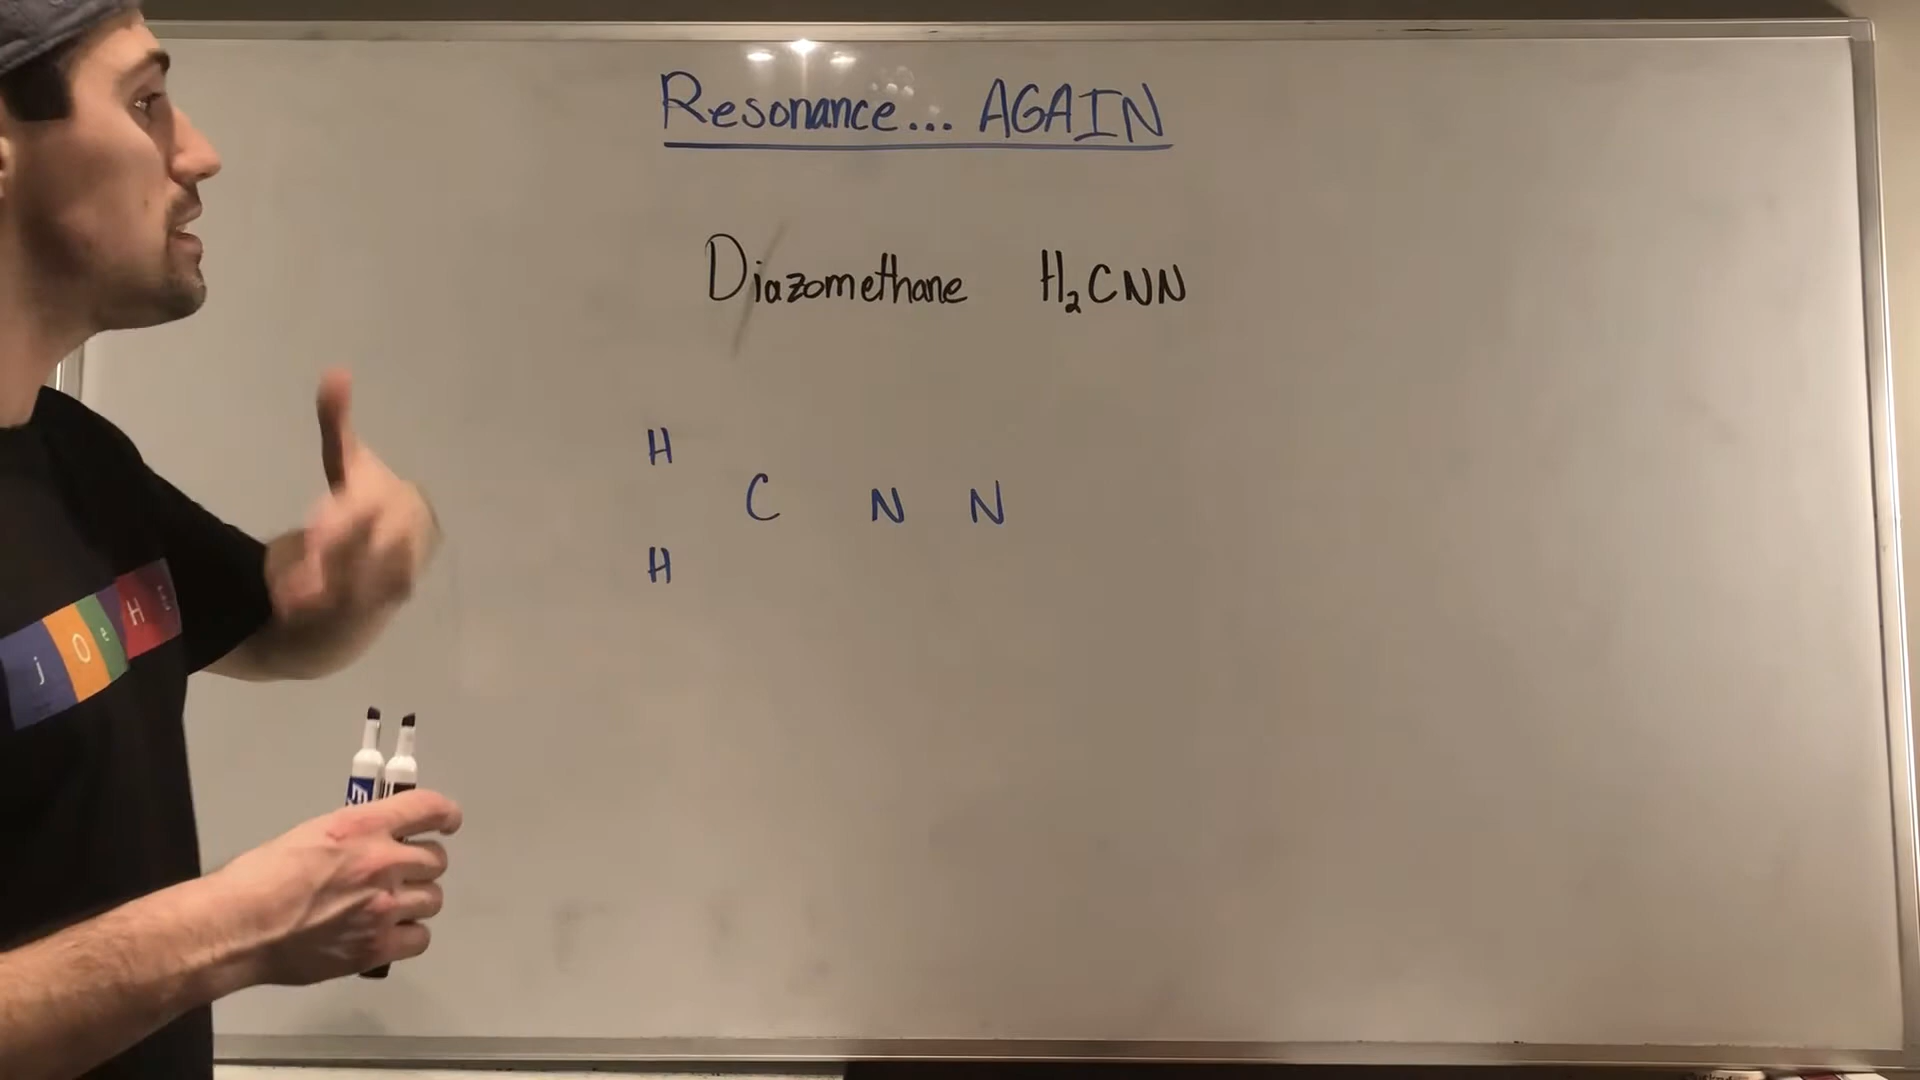 Resonance... AGAIN
Diazomethane H₂CNN
H
C N N
H